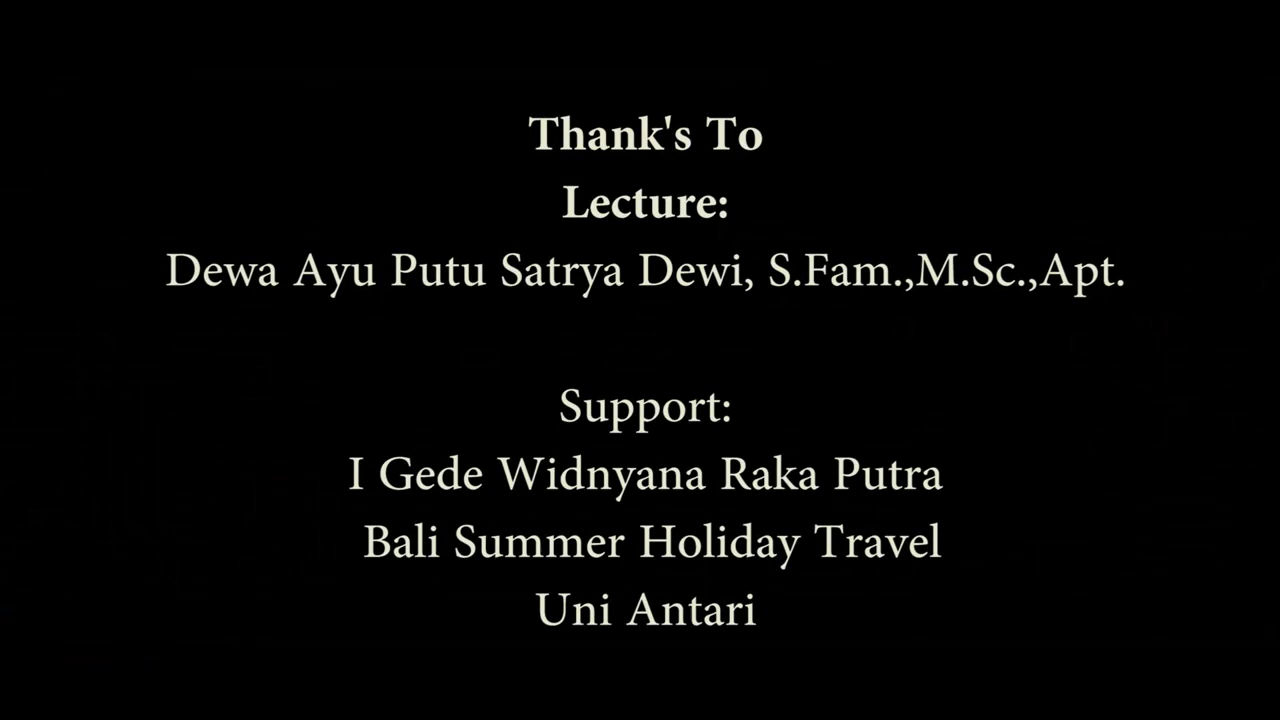 Thank's To
Lecture:
Dewa Ayu Putu Satrya Dewi, S.Fam.,M.Sc.,Apt.
Support:
I Gede Widnyana Raka Putra
Bali Summer Holiday Travel
Uni Antari